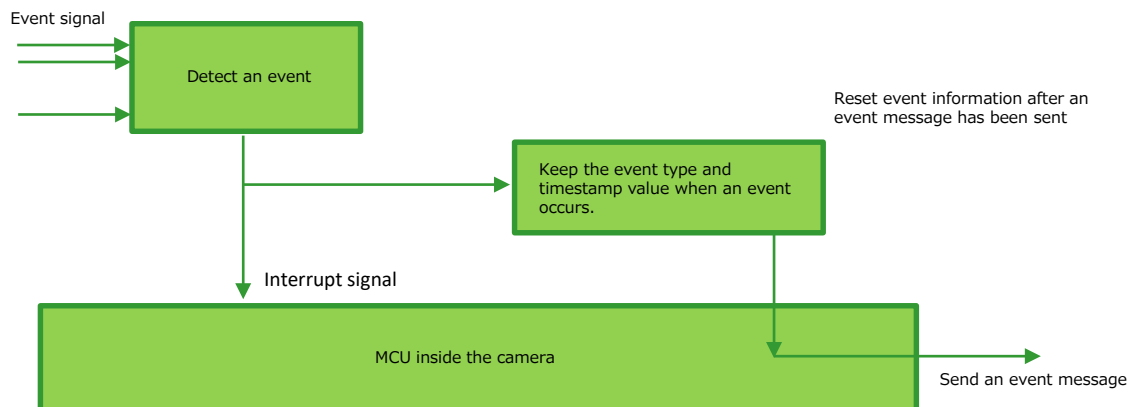 Event signal
Detect an event
Reset event information after an
event message has been sent
Keep the event type and
timestamp value when an event
occurs.
Interrupt signal
MCU inside the camera
Send an event message